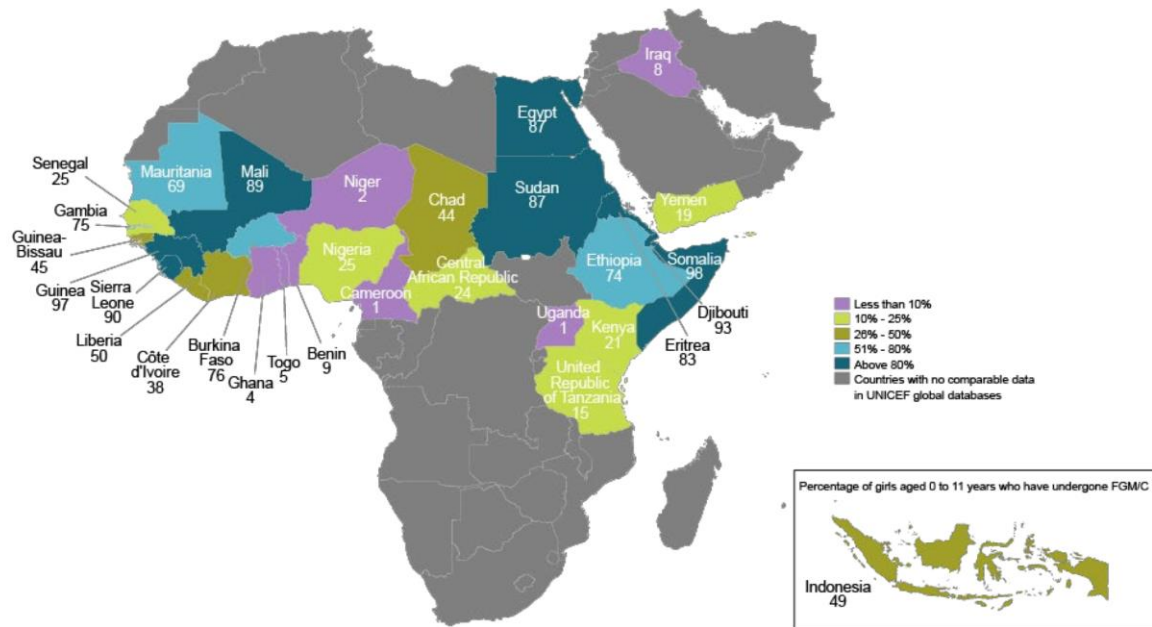 Iraq
8
Egypt
87
Senegal
25
Mauritania
69
Mali
89
Niger
2
Chad
44
Sudan
87
Yemen
19
Gambia
75
Guinea-
Bissau
45
Guinea
97
Sierra
Leone
90
Liberia
50
Côte
d'Ivoire
38
Burkina
Faso
76
Ghana
4
Togo
5
Benin
9
Nigeria
25
Cameroon
1
Central
African Republic
24
Ethiopia
74
Somalia
98
Djibouti
93
Eritrea
83
Uganda
1
Kenya
21
United
Republic
of Tanzania
15
Less than 10%
10% - 25%
26% - 50%
51% - 80%
Above 80%
Countries with no comparable data
in UNICEF global databases
Percentage of girls aged 0 to 11 years who have undergone FGM/C
Indonesia
49